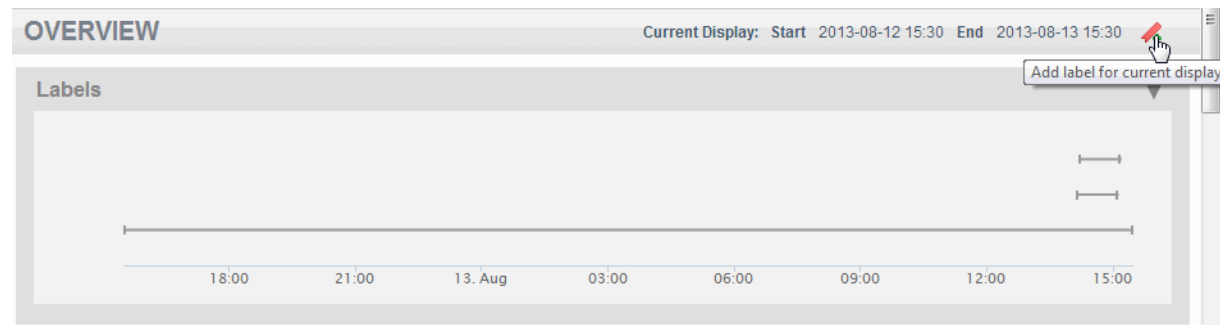 OVERVIEW
Current Display: Start 2013-08-12 15:30 End 2013-08-13 15:30
Add label for current display
Labels
18:00 21:00 13. Aug 03:00 06:00 09:00 12:00 15:00